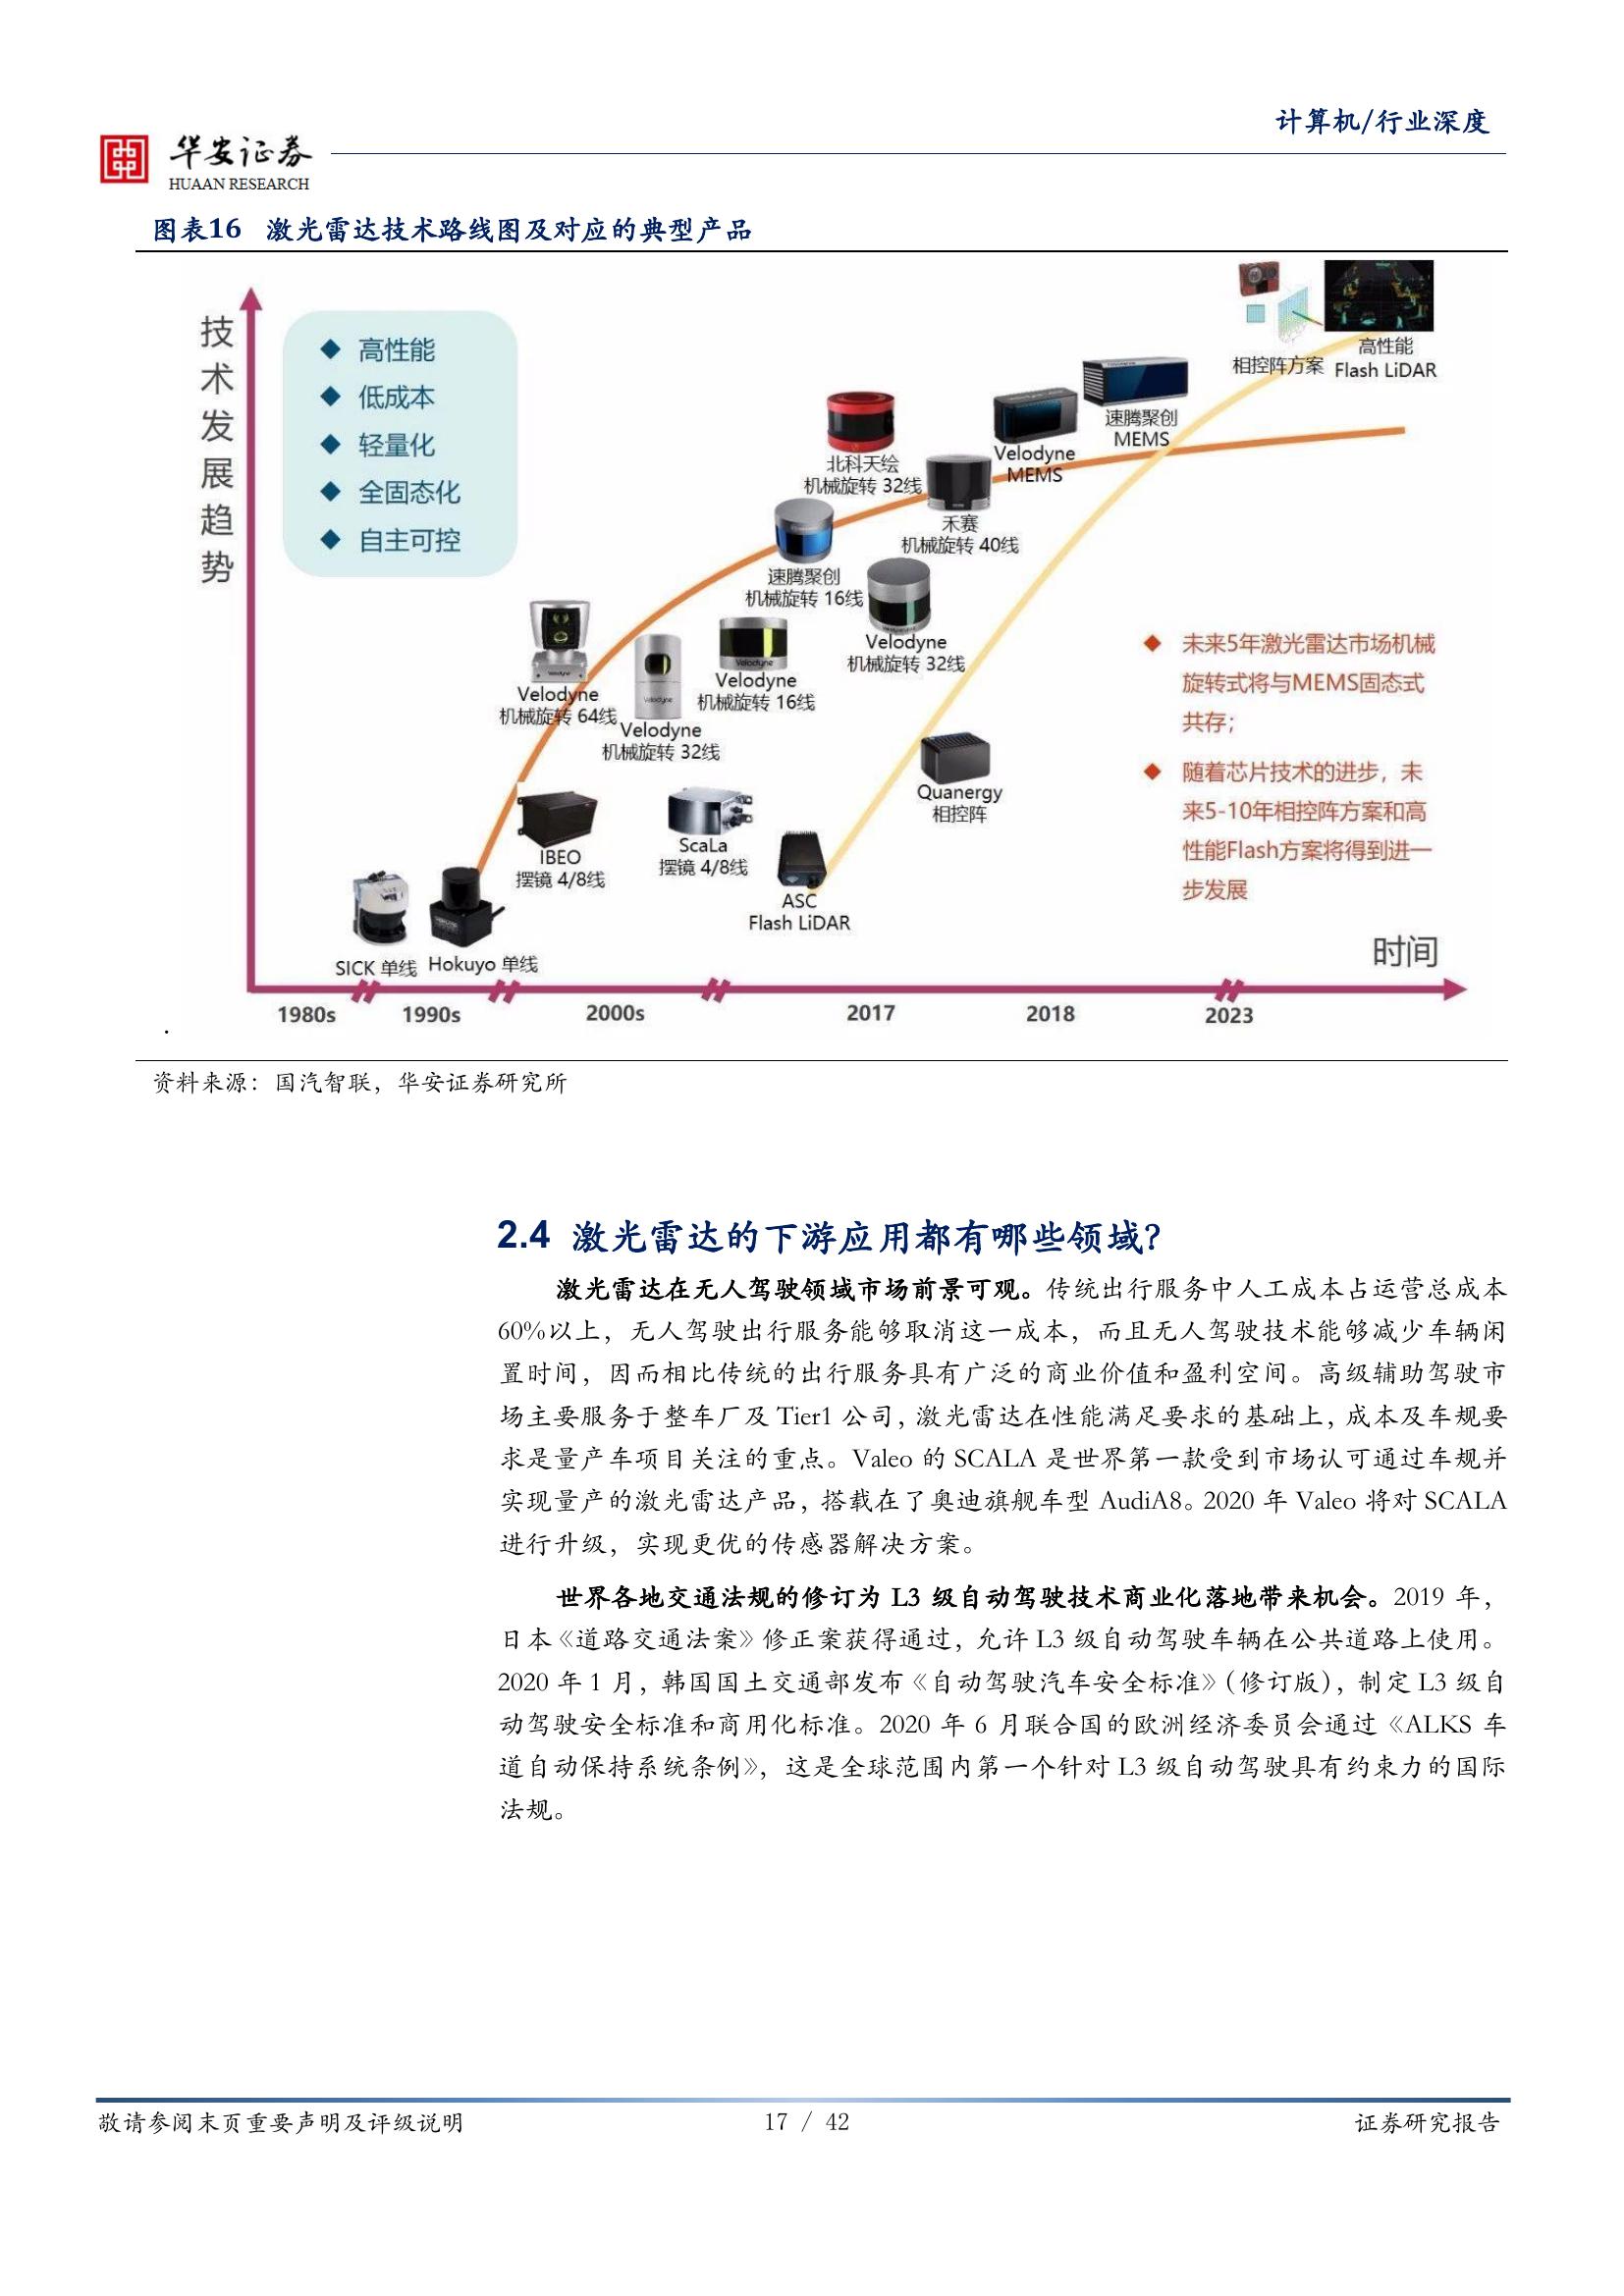 计算机/行业深度
华安证券
HUAAN RESEARCH
图表16 激光雷达技术路线图及对应的典型产品
技术发展趋势
◆ 高性能
◆ 低成本
◆ 轻量化
◆ 全固态化
◆ 自主可控
相控阵方案
高性能
Flash LiDAR
速腾聚创
MEMS
Velodyne
MEMS
北科天绘
机械旋转 32线
禾赛
机械旋转 40线
速腾聚创
机械旋转 16线
Velodyne
机械旋转 32线
Velodyne
机械旋转 64线
Velodyne
机械旋转 32线
Velodyne
机械旋转 16线
Quanergy
相控阵
IBEO
摆镜 4/8线
ScaLa
摆镜 4/8线
ASC
Flash LiDAR
SICK 单线
Hokuyo 单线
◆ 未来5年激光雷达市场机械
旋转式将与MEMS固态式
共存；
◆ 随着芯片技术的进步，未
来5-10年相控阵方案和高
性能Flash方案将得到进一
步发展
时间
1980s 1990s 2000s 2017 2018 2023
资料来源：国汽智联，华安证券研究所
2.4 激光雷达的下游应用都有哪些领域？
激光雷达在无人驾驶领域市场前景可观。传统出行服务中人工成本占运营总成本
60%以上，无人驾驶出行服务能够取消这一成本，而且无人驾驶技术能够减少车辆闲
置时间，因而相比传统的出行服务具有广泛的商业价值和盈利空间。高级辅助驾驶市
场主要服务于整车厂及 Tier1 公司，激光雷达在性能满足要求的基础上，成本及车规要
求是量产车项目关注的重点。Valeo 的 SCALA 是世界第一款受到市场认可通过车规并
实现量产的激光雷达产品，搭载在了奥迪旗舰车型 AudiA8。2020 年 Valeo 将对 SCALA
进行升级，实现更优的传感器解决方案。
世界各地交通法规的修订为 L3 级自动驾驶技术商业化落地带来机会。2019 年，
日本《道路交通法案》修正案获得通过，允许 L3 级自动驾驶车辆在公共道路上使用。
2020 年 1 月，韩国国土交通部发布《自动驾驶汽车安全标准》（修订版），制定 L3 级自
动驾驶安全标准和商用化标准。2020 年 6 月联合国的欧洲经济委员会通过《ALKS 车
道自动保持系统条例》，这是全球范围内第一个针对 L3 级自动驾驶具有约束力的国际
法规。
敬请参阅末页重要声明及评级说明
17 / 42
证券研究报告